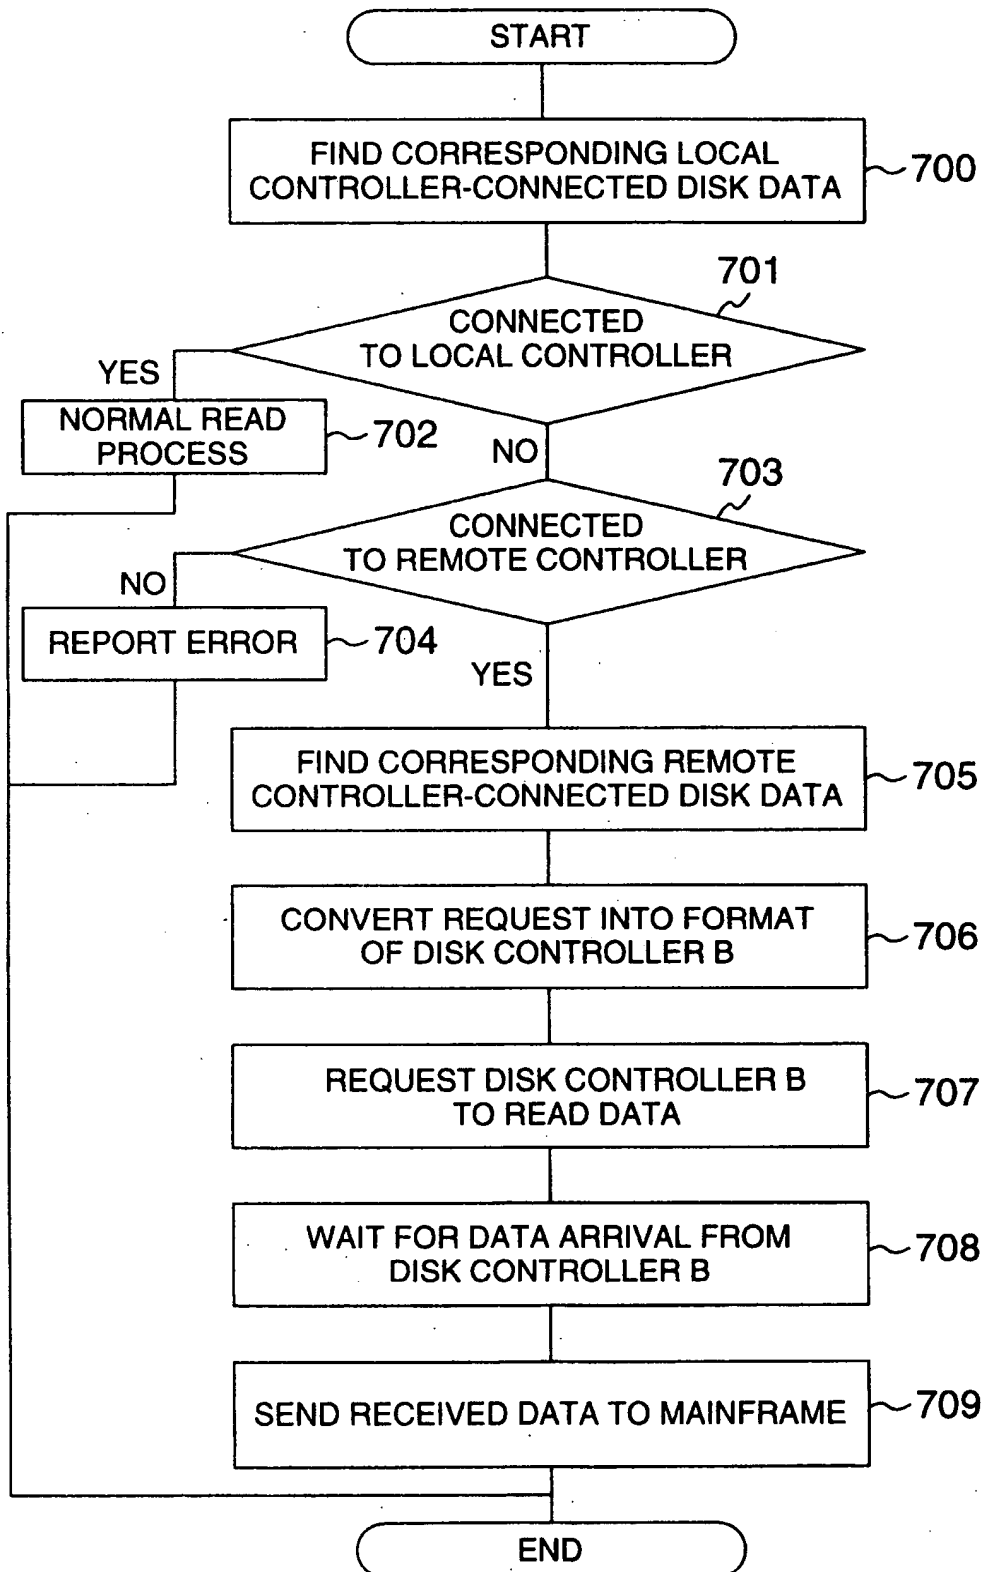 START
FIND CORRESPONDING LOCAL
CONTROLLER-CONNECTED DISK DATA
700
701
CONNECTED
TO LOCAL CONTROLLER
YES
NORMAL READ
PROCESS
702
NO
703
CONNECTED
TO REMOTE CONTROLLER
NO
REPORT ERROR
704
YES
FIND CORRESPONDING REMOTE
CONTROLLER-CONNECTED DISK DATA
705
CONVERT REQUEST INTO FORMAT
OF DISK CONTROLLER B
706
REQUEST DISK CONTROLLER B
TO READ DATA
707
WAIT FOR DATA ARRIVAL FROM
DISK CONTROLLER B
708
SEND RECEIVED DATA TO MAINFRAME
709
END